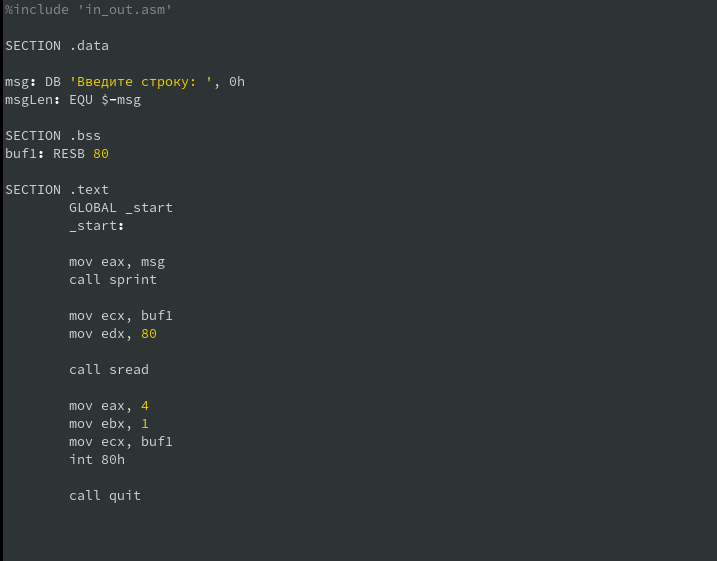 %include 'in_out.asm'
SECTION .data
msg: DB 'Введите строку: ', 0h
msgLen: EQU $-msg
SECTION .bss
buf1: RESB 80
SECTION .text
GLOBAL _start
_start:
mov eax, msg
call sprint
mov ecx, buf1
mov edx, 80
call sread
mov eax, 4
mov ebx, 1
mov ecx, buf1
int 80h
call quit